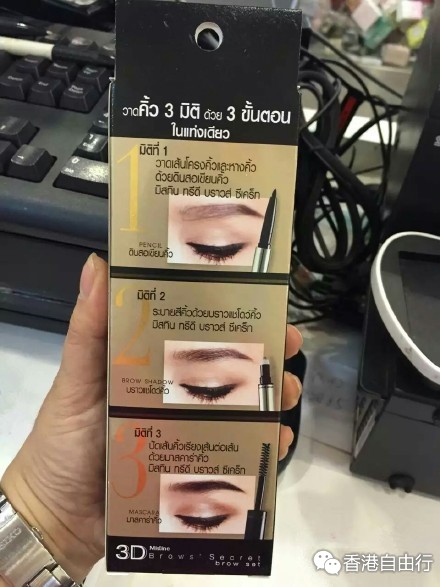 วาดคิ้ว 3 มิติ ด้วย 3 ขั้นตอน
ในแท่งเดียว
1
มิติที่ 1
วาดเส้นโครงคิ้วและหางคิ้ว
ด้วยดินสอเขียนคิ้ว
มิสทิน ทรีดี บราวส์ ซีเคร็ท
PENCIL
ดินสอเขียนคิ้ว
2
มิติที่ 2
ระบายสีคิ้วด้วยบราวแชโดว์คิ้ว
มิสทิน ทรีดี บราวส์ ซีเคร็ท
BROW SHADOW
บราวแชโดว์คิ้ว
3
มิติที่ 3
ปัดเส้นคิ้วเรียงเส้นต่อเส้น
ด้วยมาสคาร่าคิ้ว
มิสทิน ทรีดี บราวส์ ซีเคร็ท
MASCARA
มาสคาร่าคิ้ว
3D Mistine Brows' Secret
brow set
香港自由行